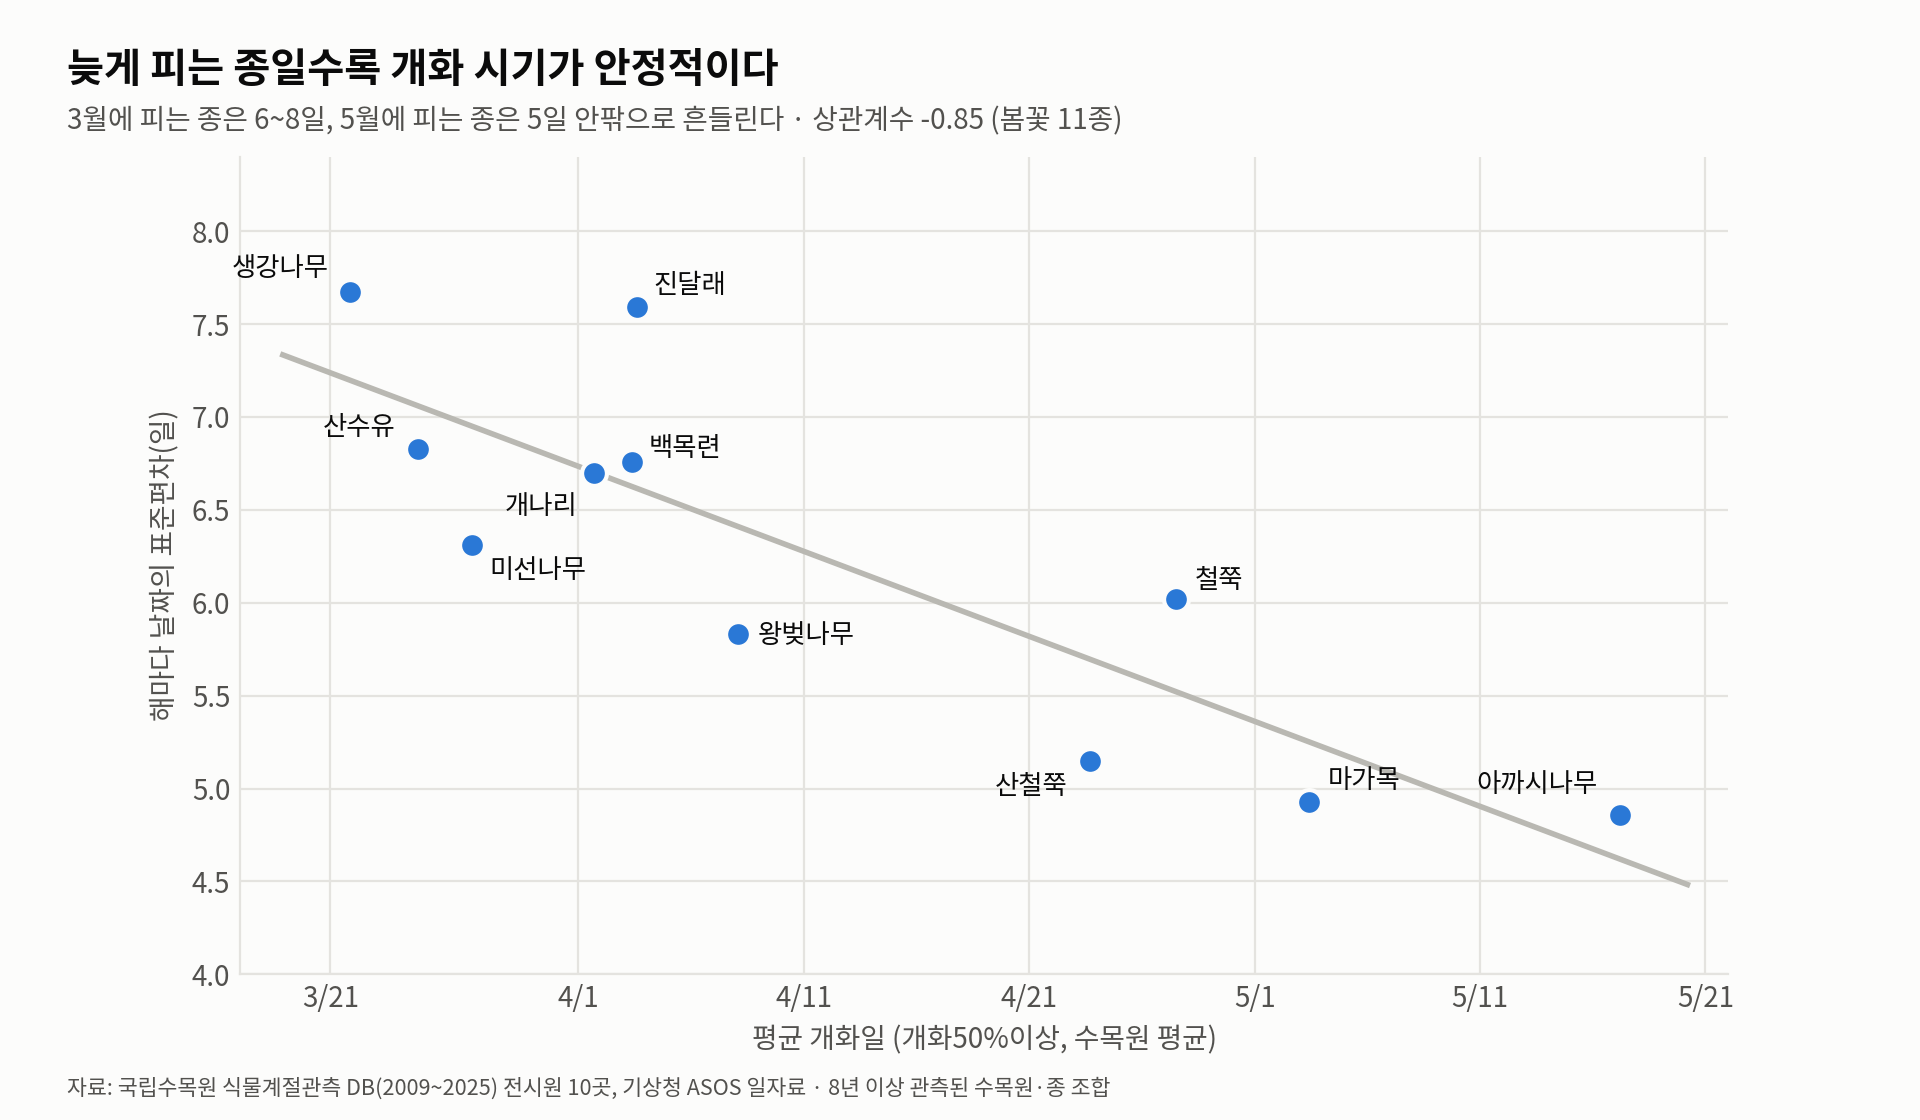 늦게 피는 종일수록 개화 시기가 안정적이다
3월에 피는 종은 6~8일, 5월에 피는 종은 5일 안팎으로 흔들린다 · 상관계수 -0.85 (봄꽃 11종)
해마다 날짜의 표준편차(일)
8.0
7.5
7.0
6.5
6.0
5.5
5.0
4.5
4.0
생강나무
진달래
산수유
백목련
개나리
미선나무
철쭉
왕벚나무
산철쭉
마가목
아까시나무
3/21
4/1
4/11
4/21
5/1
5/11
5/21
평균 개화일 (개화50%이상, 수목원 평균)
자료: 국립수목원 식물계절관측 DB(2009~2025) 전시원 10곳, 기상청 ASOS 일자료 · 8년 이상 관측된 수목원·종 조합